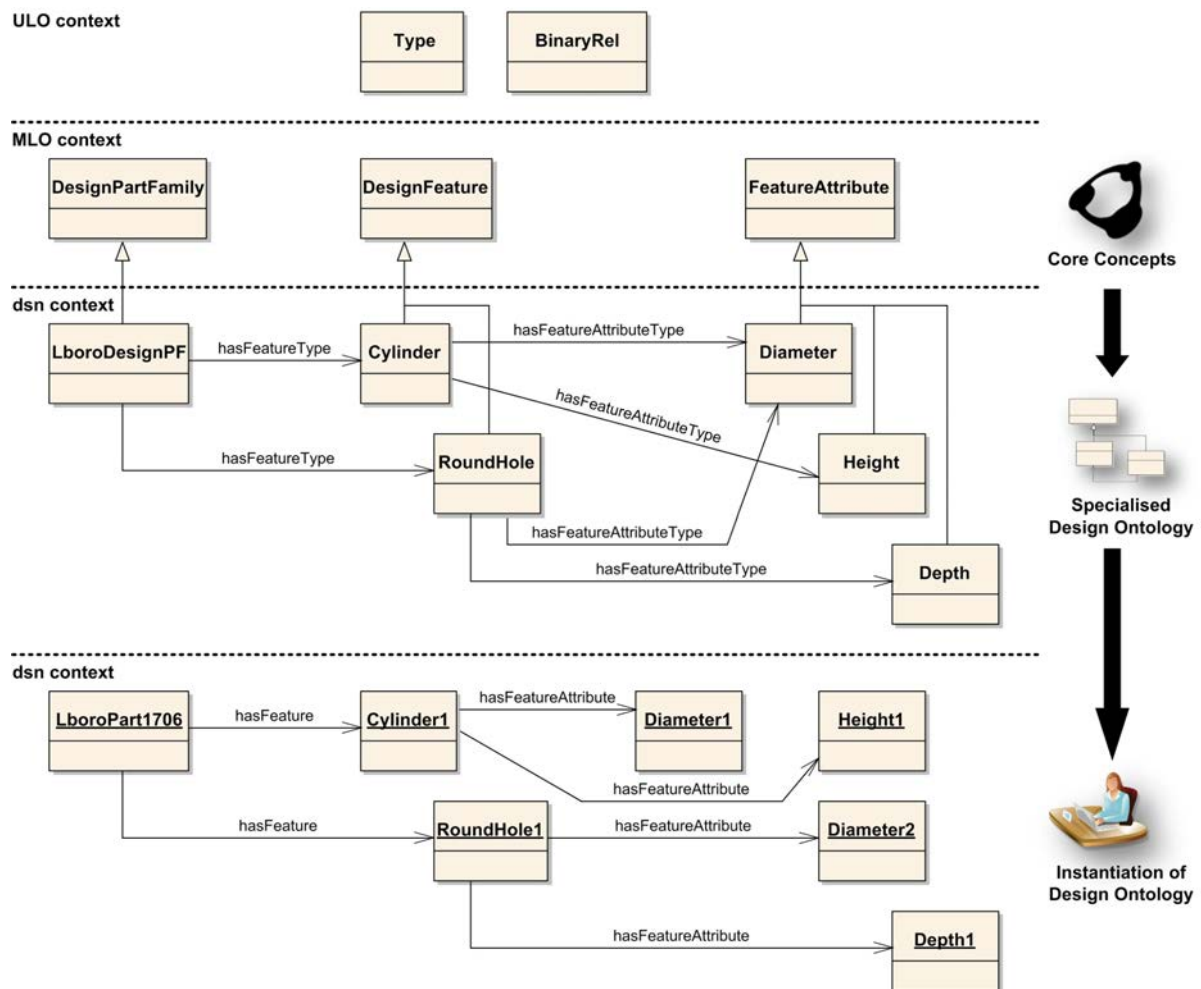 ULO context
Type
BinaryRel
MLO context
DesignPartFamily
DesignFeature
FeatureAttribute
Core Concepts
dsn context
LboroDesignPF
hasFeatureType
Cylinder
hasFeatureAttributeType
Diameter
hasFeatureAttributeType
hasFeatureType
RoundHole
Height
hasFeatureAttributeType
hasFeatureAttributeType
Depth
Specialised
Design Ontology
dsn context
LboroPart1706
hasFeature
Cylinder1
hasFeatureAttribute
Diameter1
Height1
hasFeatureAttribute
hasFeature
RoundHole1
hasFeatureAttribute
Diameter2
hasFeatureAttribute
Depth1
Instantiation of
Design Ontology